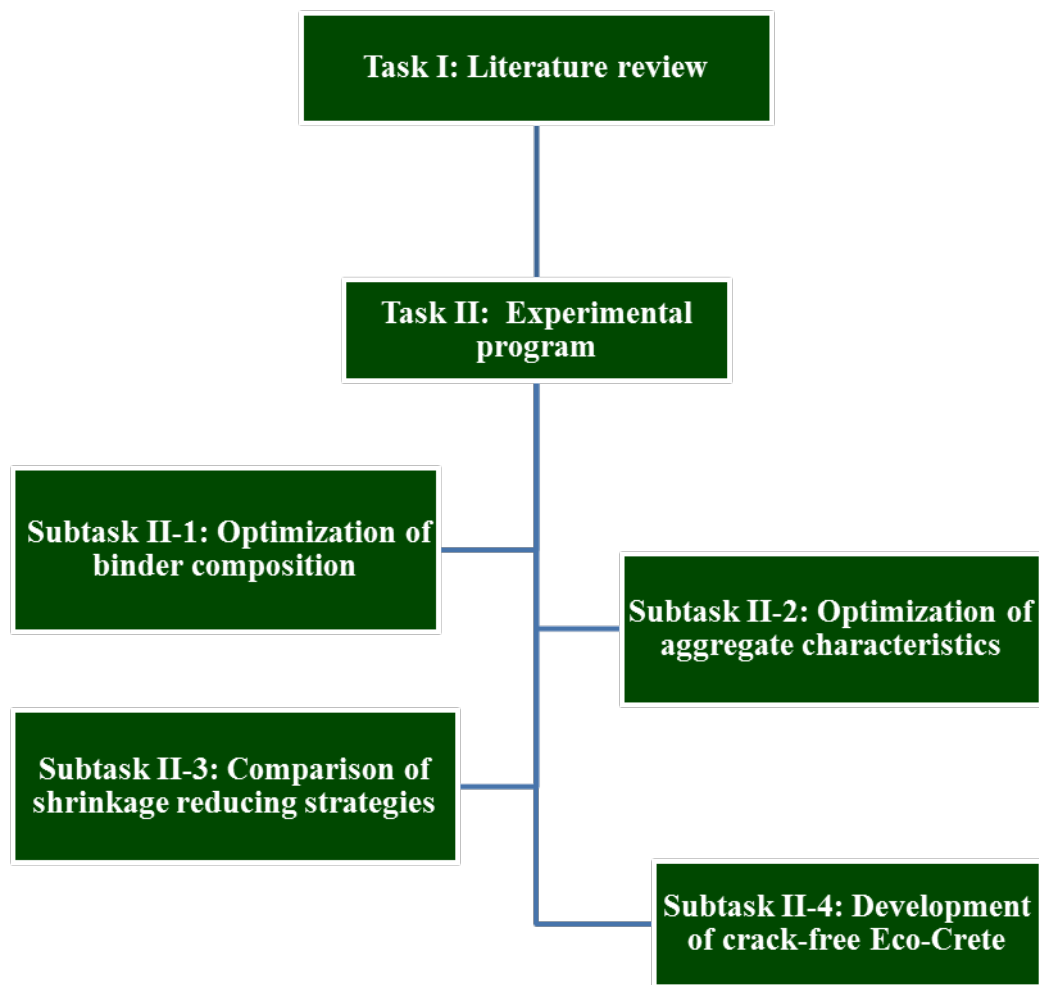 Task I: Literature review
Task II:  Experimental
program
Subtask II-1: Optimization of
binder composition
Subtask II-2: Optimization of
aggregate characteristics
Subtask II-3: Comparison of
shrinkage reducing strategies
Subtask II-4: Development
of crack-free Eco-Crete